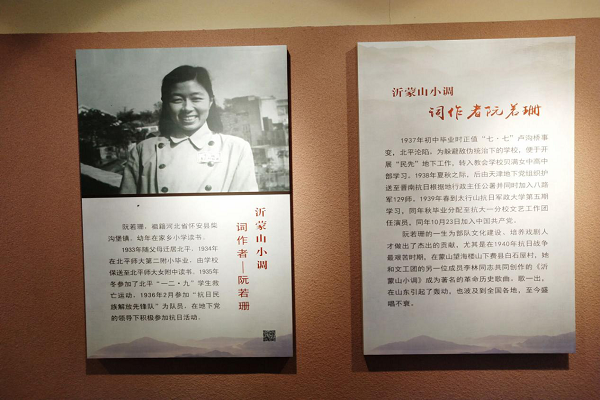 沂蒙山小调
词作者—阮若珊
阮若珊，祖籍河北省怀安县柴
沟堡镇，幼年在家乡小学读书。
1933年随父母迁居北平，1934年
在北平师大第二附小毕业，由学校
保送至北平师大女附中读书，1935年
冬参加了北平“一二·九”学生救
亡运动，1936年2月参加“抗日民
族解放先锋队”为队员，在地下党
的领导下积极参加抗日活动。
沂蒙山小调
词作者阮若珊
1937年初中毕业时正值“七·七”卢沟桥事
变，北平沦陷。为躲避敌伪统治下的学校，便于开
展“民先”地下工作，转入教会学校贝满女中高中
部学习。1938年夏秋之际，后由天津地下党组织护
送至晋南抗日根据地行政主任公署并同时加入八路
军129师。1939年春到太行山抗日军政大学第五期
学习，同年秋毕业分配至抗大一分校文艺工作团
任演员，同年10月23日加入中国共产党。
阮若珊的一生为部队文化建设、培养戏剧人
才做出了杰出的贡献，尤其是在1940年抗日战争
最艰苦时期，在蒙山望海楼山下费县白石屋村，她
和文工团的另一位成员李林同志共同创作的《沂
蒙山小调》成为著名的革命历史歌曲，歌一出，
在山东引起了轰动，也波及到全国各地，至今盛
唱不衰。